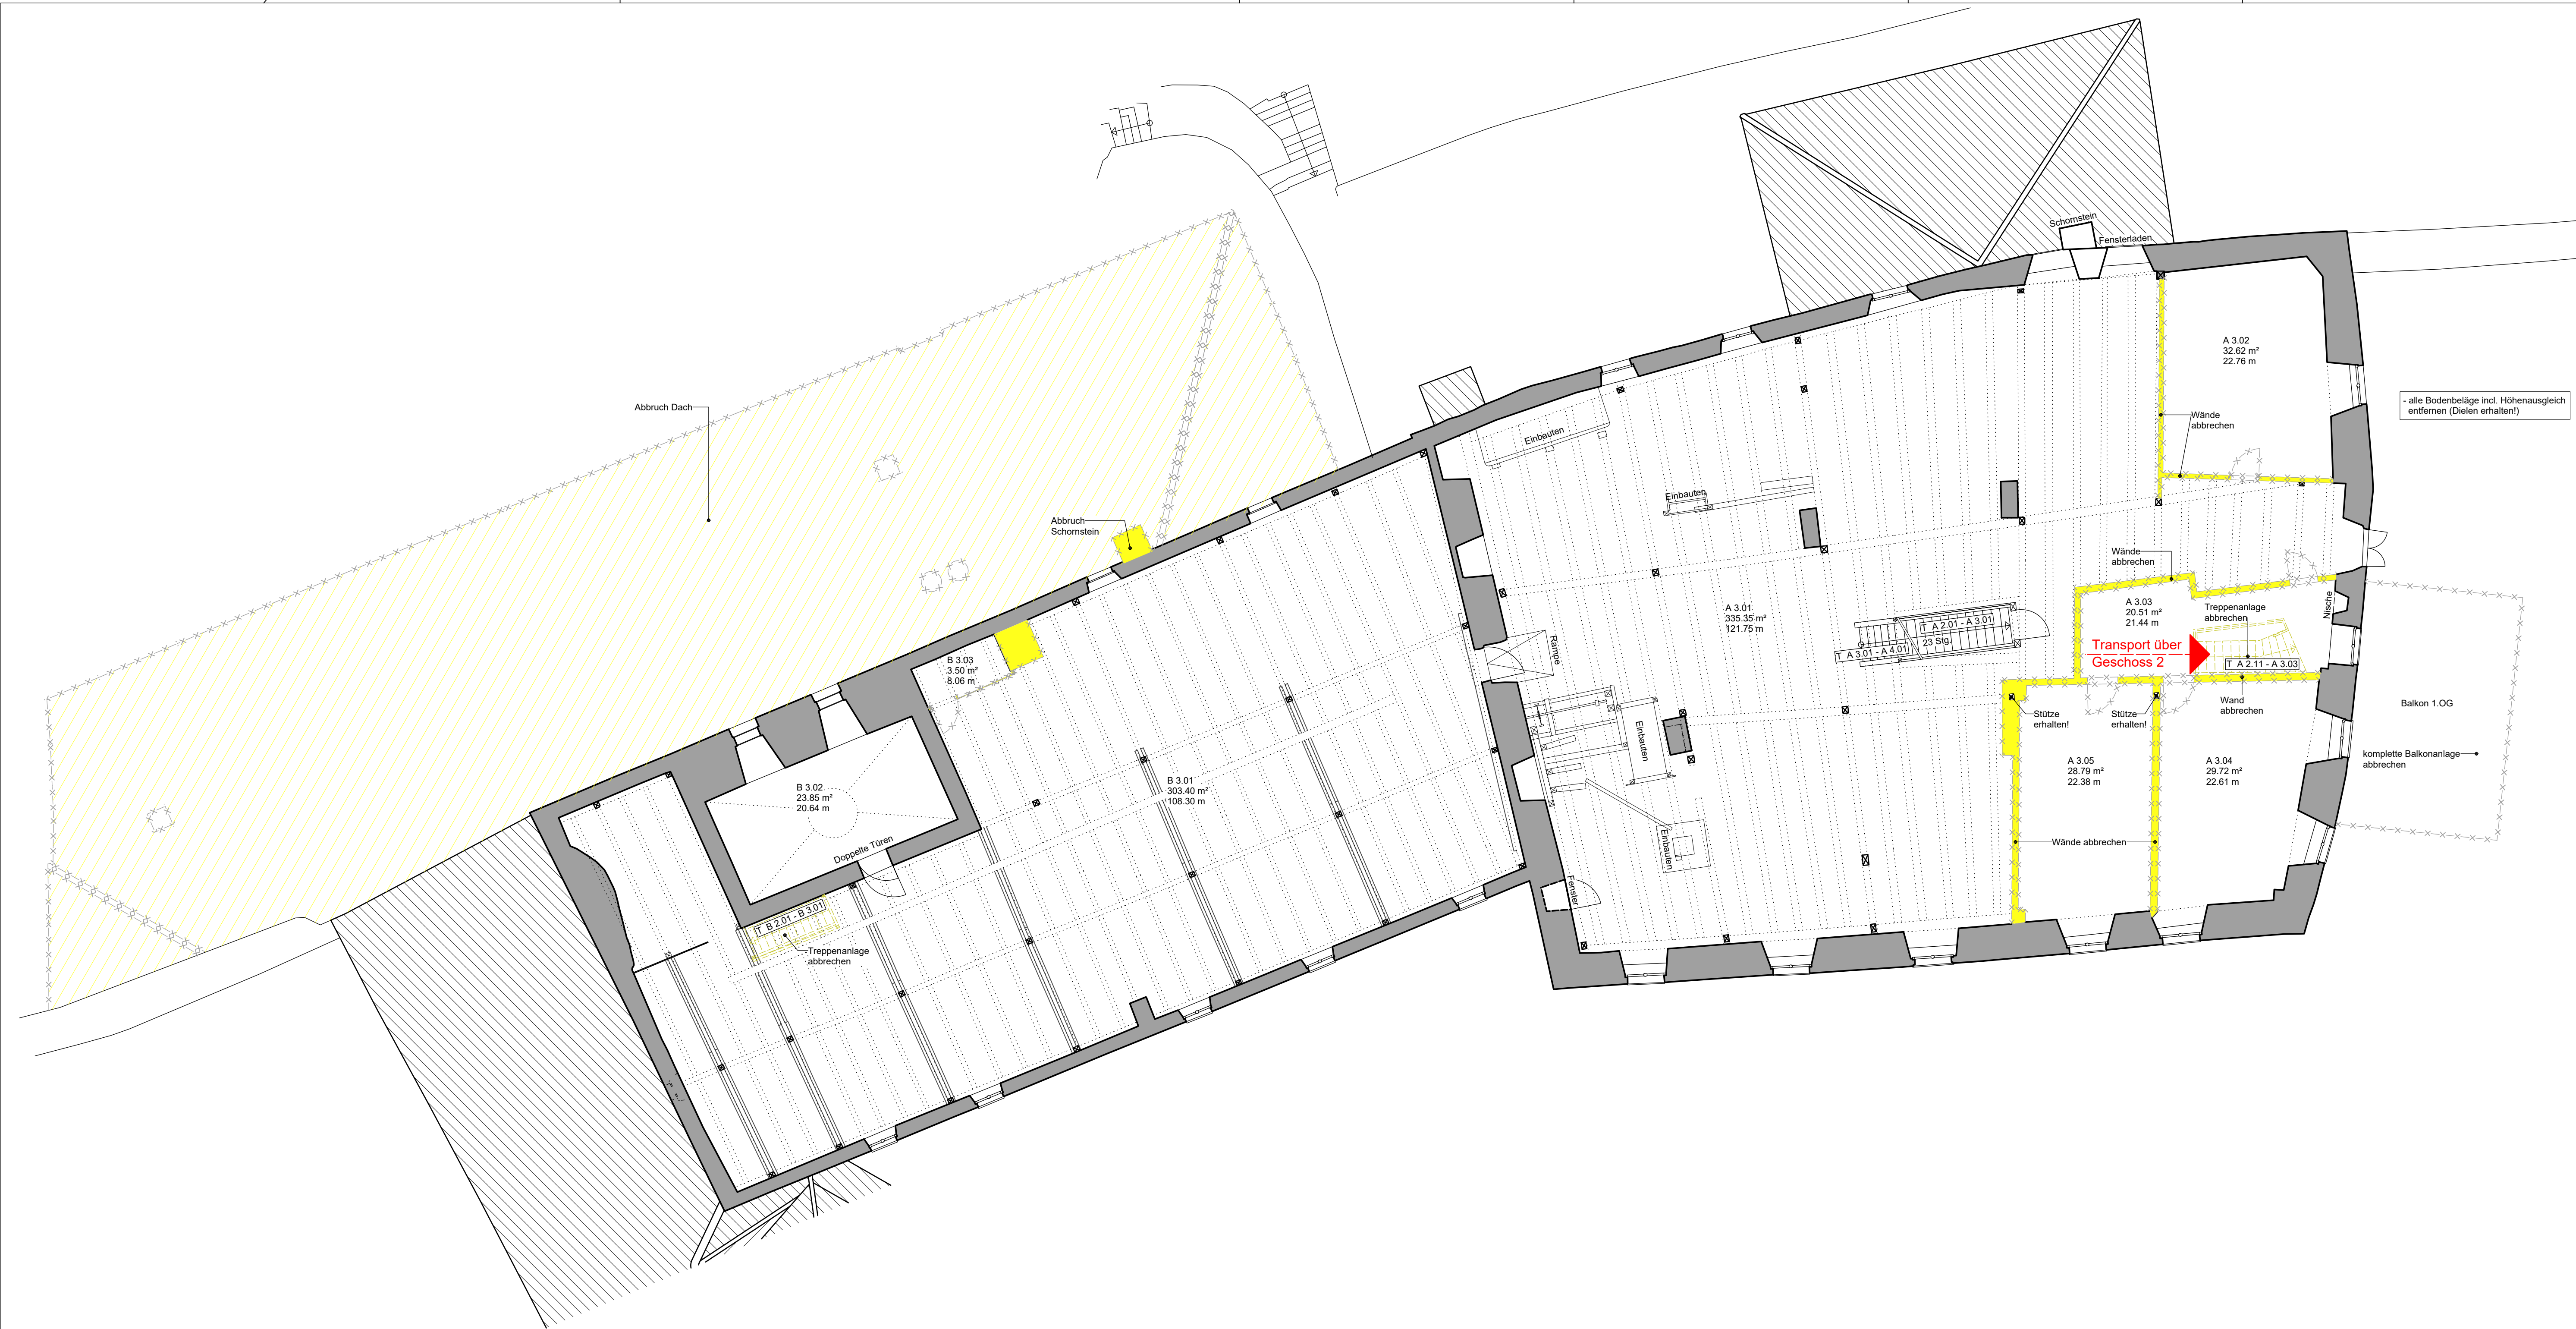 Schornstein
Fensterladen
A 3.02
32.62 m²
22.76 m
- alle Bodenbeläge incl. Höhenausgleich
entfernen (Dielen erhalten!)
Abbruch Dach
Wände
abbrechen
Einbauten
Einbauten
Abbruch
Schornstein
Wände
abbrechen
A 3.03
20.51 m²
21.44 m
Treppenanlage
abbrechen
Nische
A 3.01
335.35 m²
121.75 m
T A 2.01 - A 3.01
23 Stg.
T A 3.01 - A 4.01
Rampe
Transport über
Geschoss 2
T A 2.11 - A 3.03
B 3.03
3.50 m²
8.06 m
Stütze
erhalten!
Stütze
erhalten!
Wand
abbrechen
Balkon 1.OG
Einbauten
komplette Balkonanlage
abbrechen
A 3.05
28.79 m²
22.38 m
A 3.04
29.72 m²
22.61 m
B 3.02
23.85 m²
20.64 m
B 3.01
303.40 m²
108.30 m
Doppelte Türen
Einbauten
Wände abbrechen
Fenster
T B 2.01 - B 3.01
Treppenanlage
abbrechen